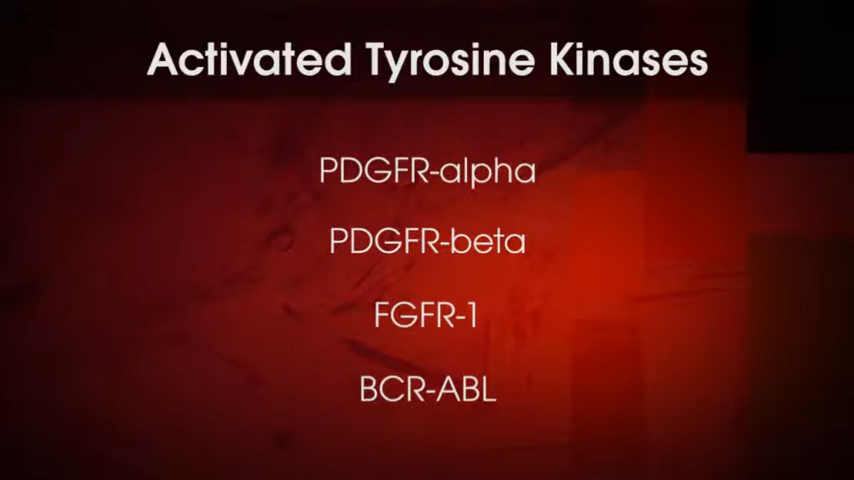 Activated Tyrosine Kinases
PDGFR-alpha
PDGFR-beta
FGFR-1
BCR-ABL